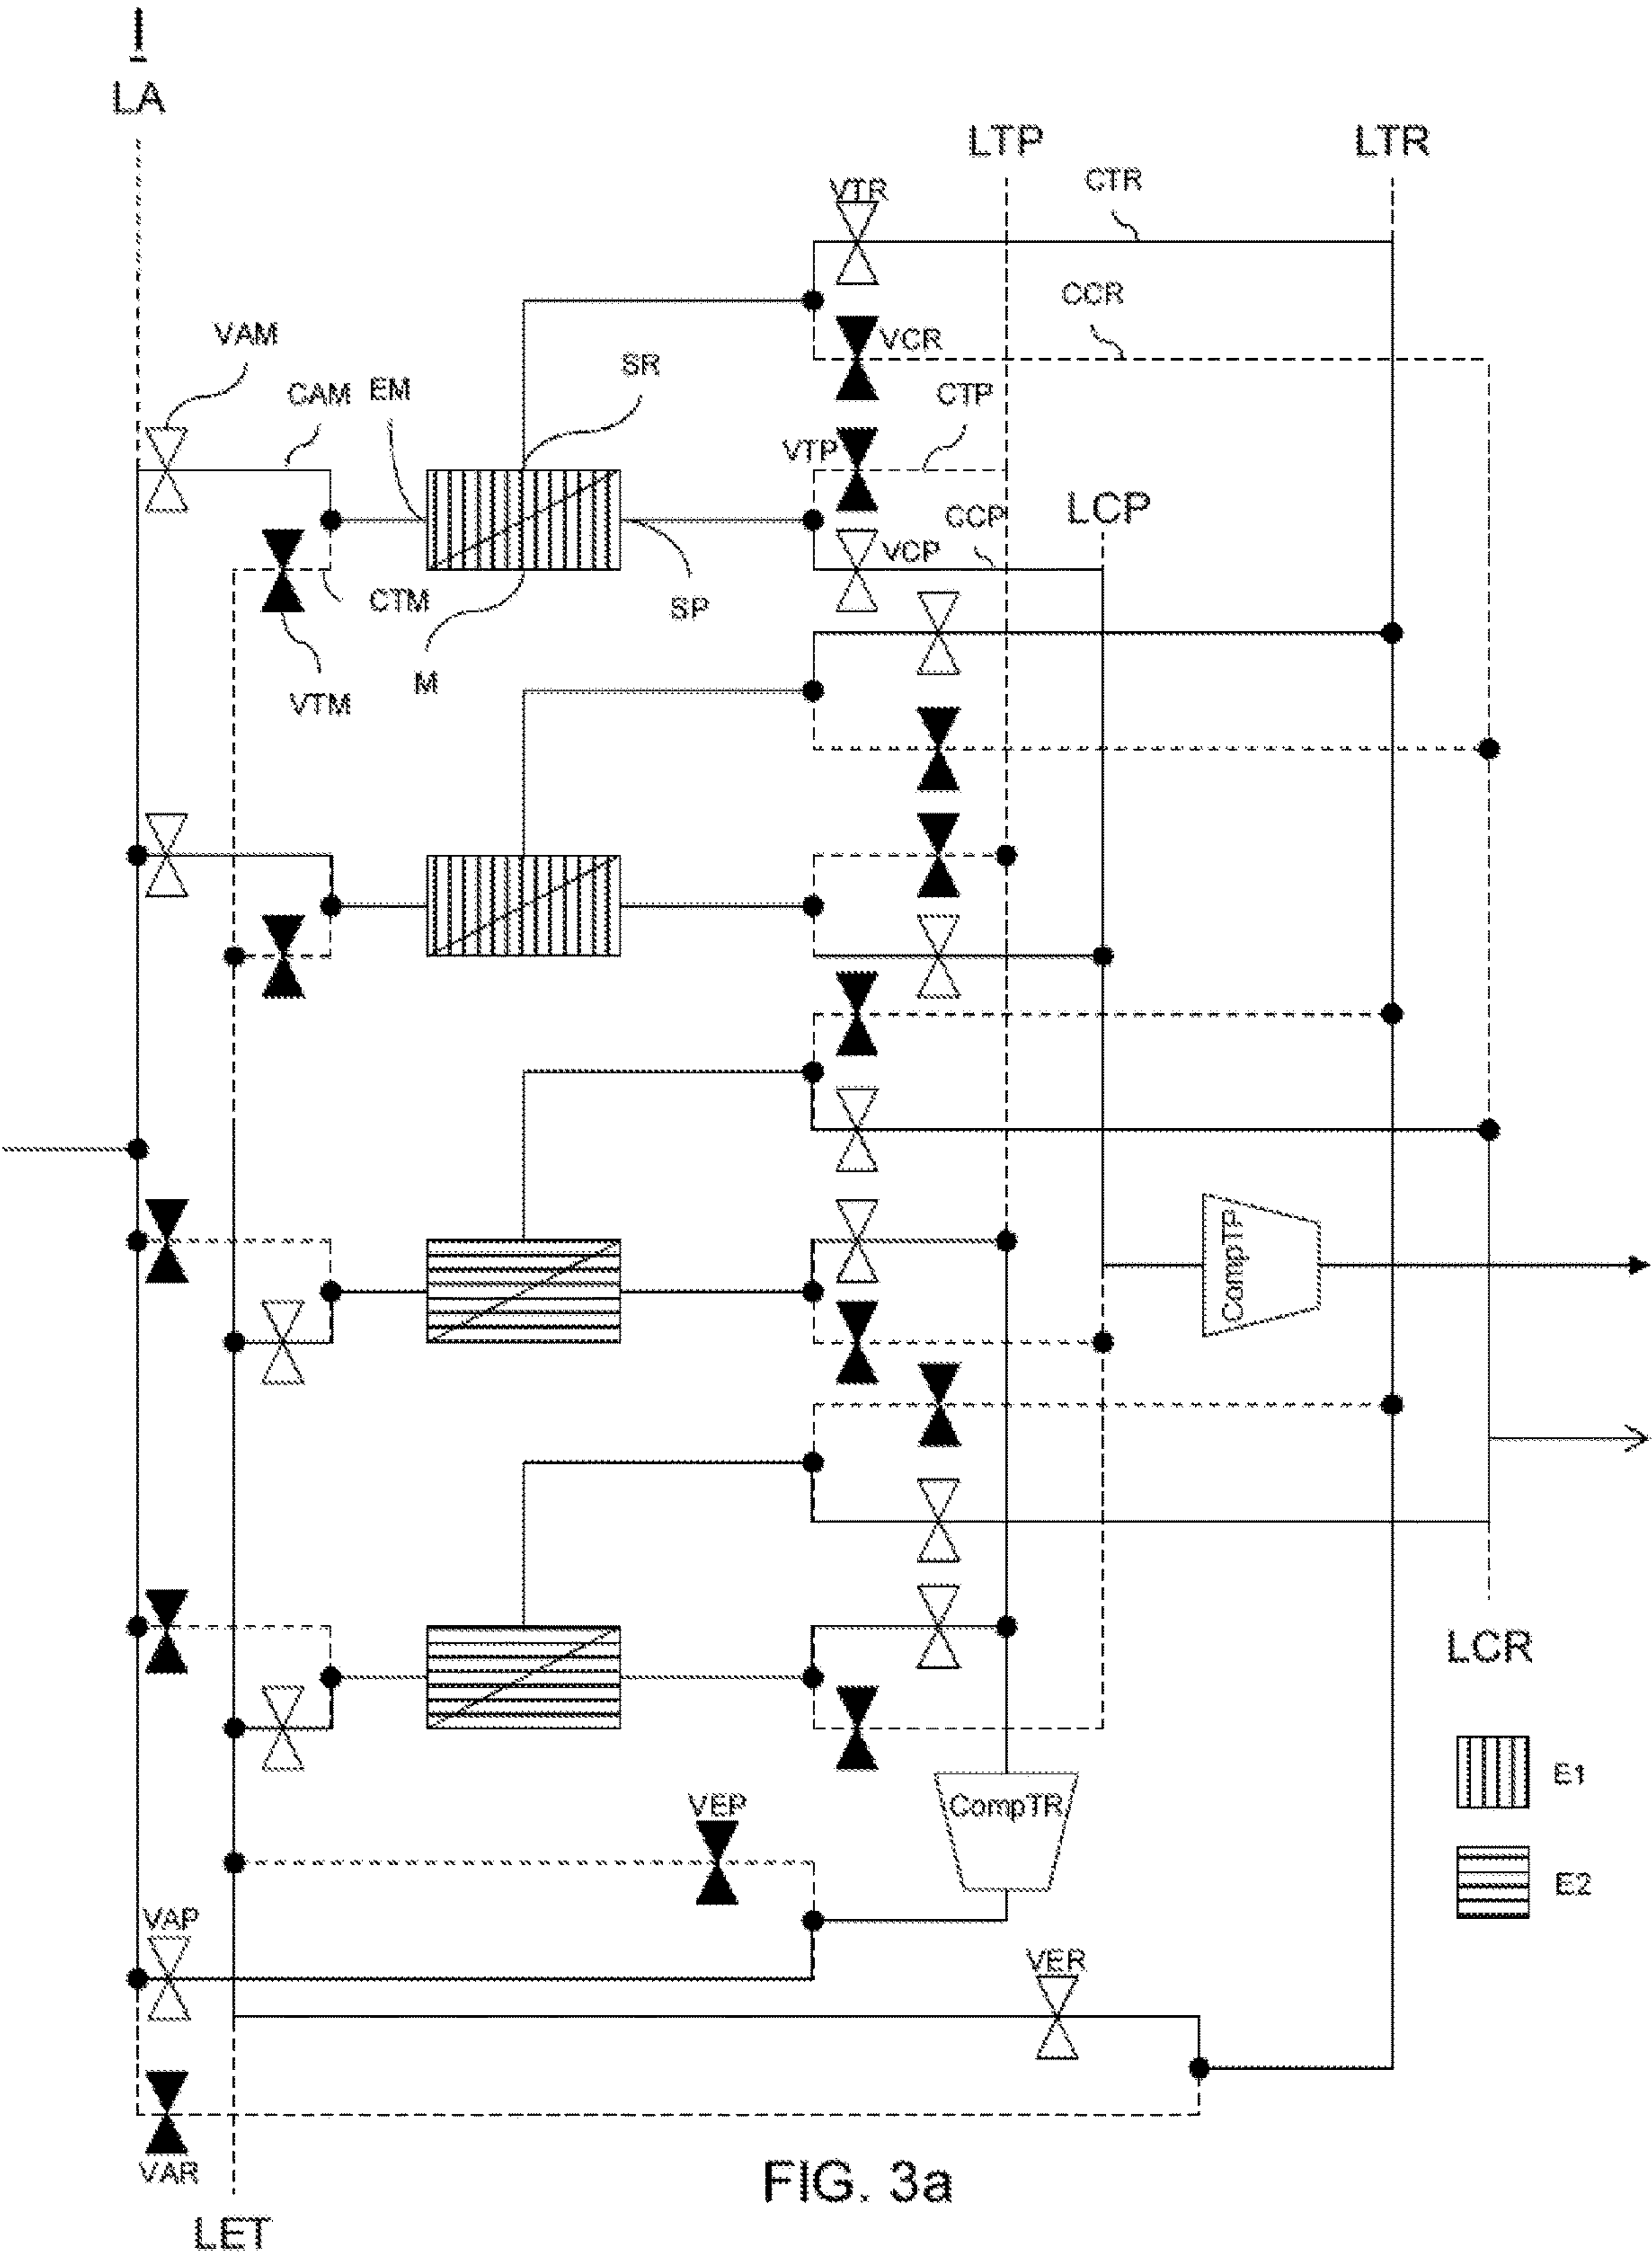 I
LA
LTP
LTR
VTR
CTR
CCR
VAM
VCR
SR
CAM
EM
CTP
VTP
LCP
CCP
VCP
CTM
SP
M
VTM
CompTP
LCR
E1
CompTR
VEP
E2
VAP
VER
VAR
FIG. 3a
LET